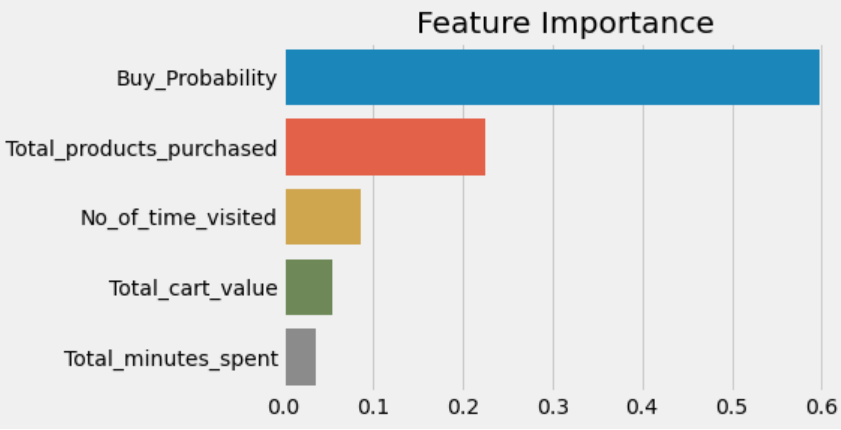 Feature Importance
Buy_Probability
Total_products_purchased
No_of_time_visited
Total_cart_value
Total_minutes_spent
0.0 0.1 0.2 0.3 0.4 0.5 0.6